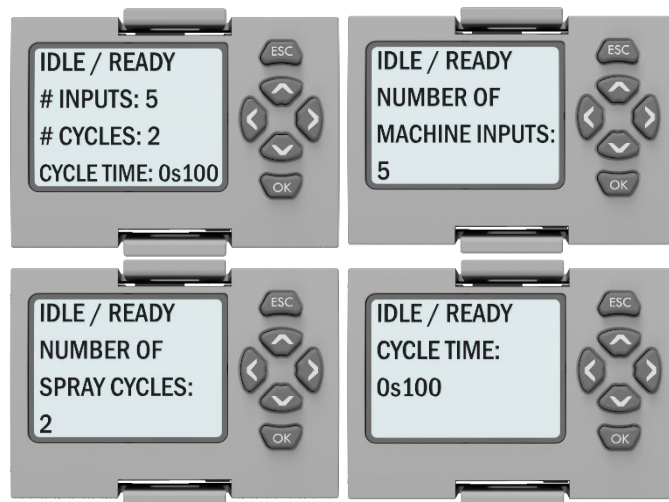 IDLE / READY
# INPUTS: 5
# CYCLES: 2
CYCLE TIME: 0s100
ESC
OK
IDLE / READY
NUMBER OF
MACHINE INPUTS:
5
ESC
OK
IDLE / READY
NUMBER OF
SPRAY CYCLES:
2
ESC
OK
IDLE / READY
CYCLE TIME:
0s100
ESC
OK